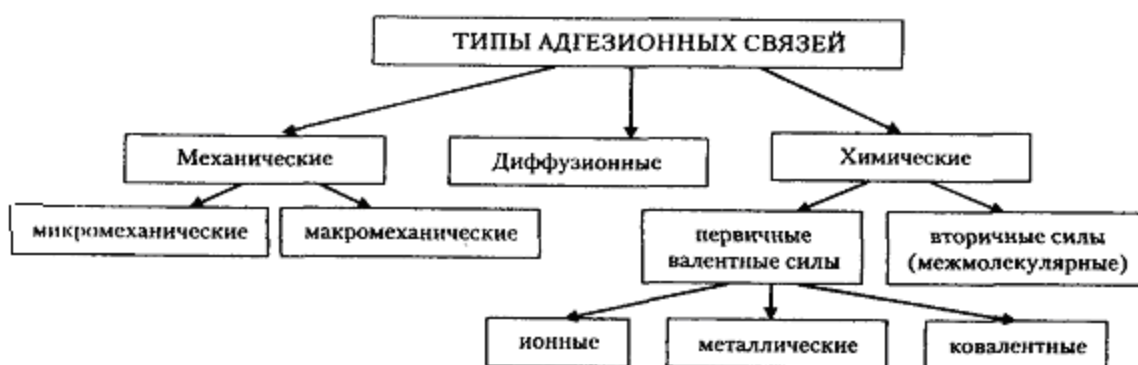 ТИПЫ АДГЕЗИОННЫХ СВЯЗЕЙ
Механические
Диффузионные
Химические
микромеханические
макромеханические
первичные
валентные силы
вторичные силы
(межмолекулярные)
ионные
металлические
ковалентные